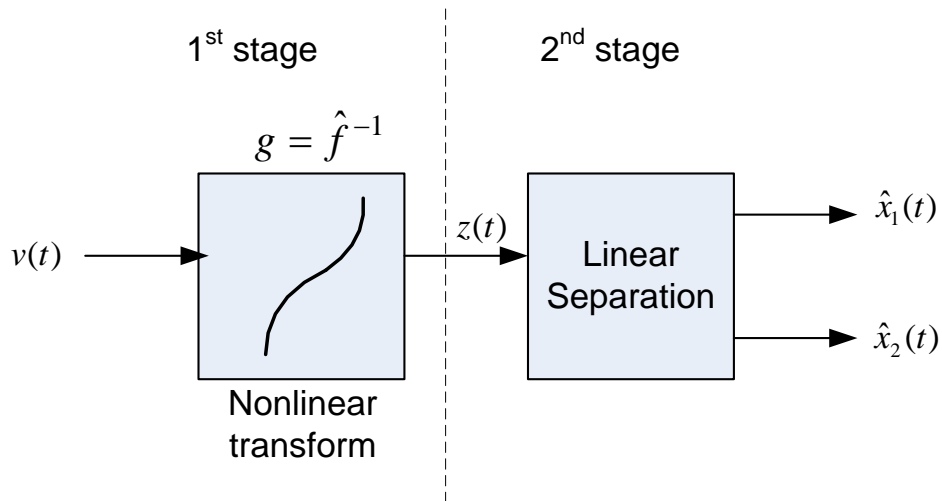 1st stage
2nd stage
g = f̂ ⁻¹
v(t)
z(t)
Linear
Separation
x̂₁(t)
x̂₂(t)
Nonlinear
transform